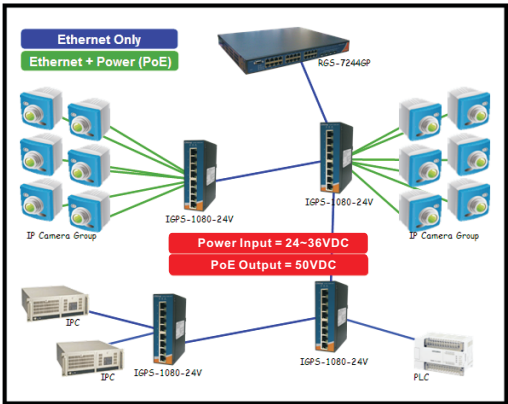 Ethernet Only
Ethernet + Power (PoE)
RGS-7244GP
IGPS-1080-24V
IGPS-1080-24V
IP Camera Group
IP Camera Group
Power Input = 24~36VDC
PoE Output = 50VDC
IPC
IPC
IGPS-1080-24V
IGPS-1080-24V
PLC